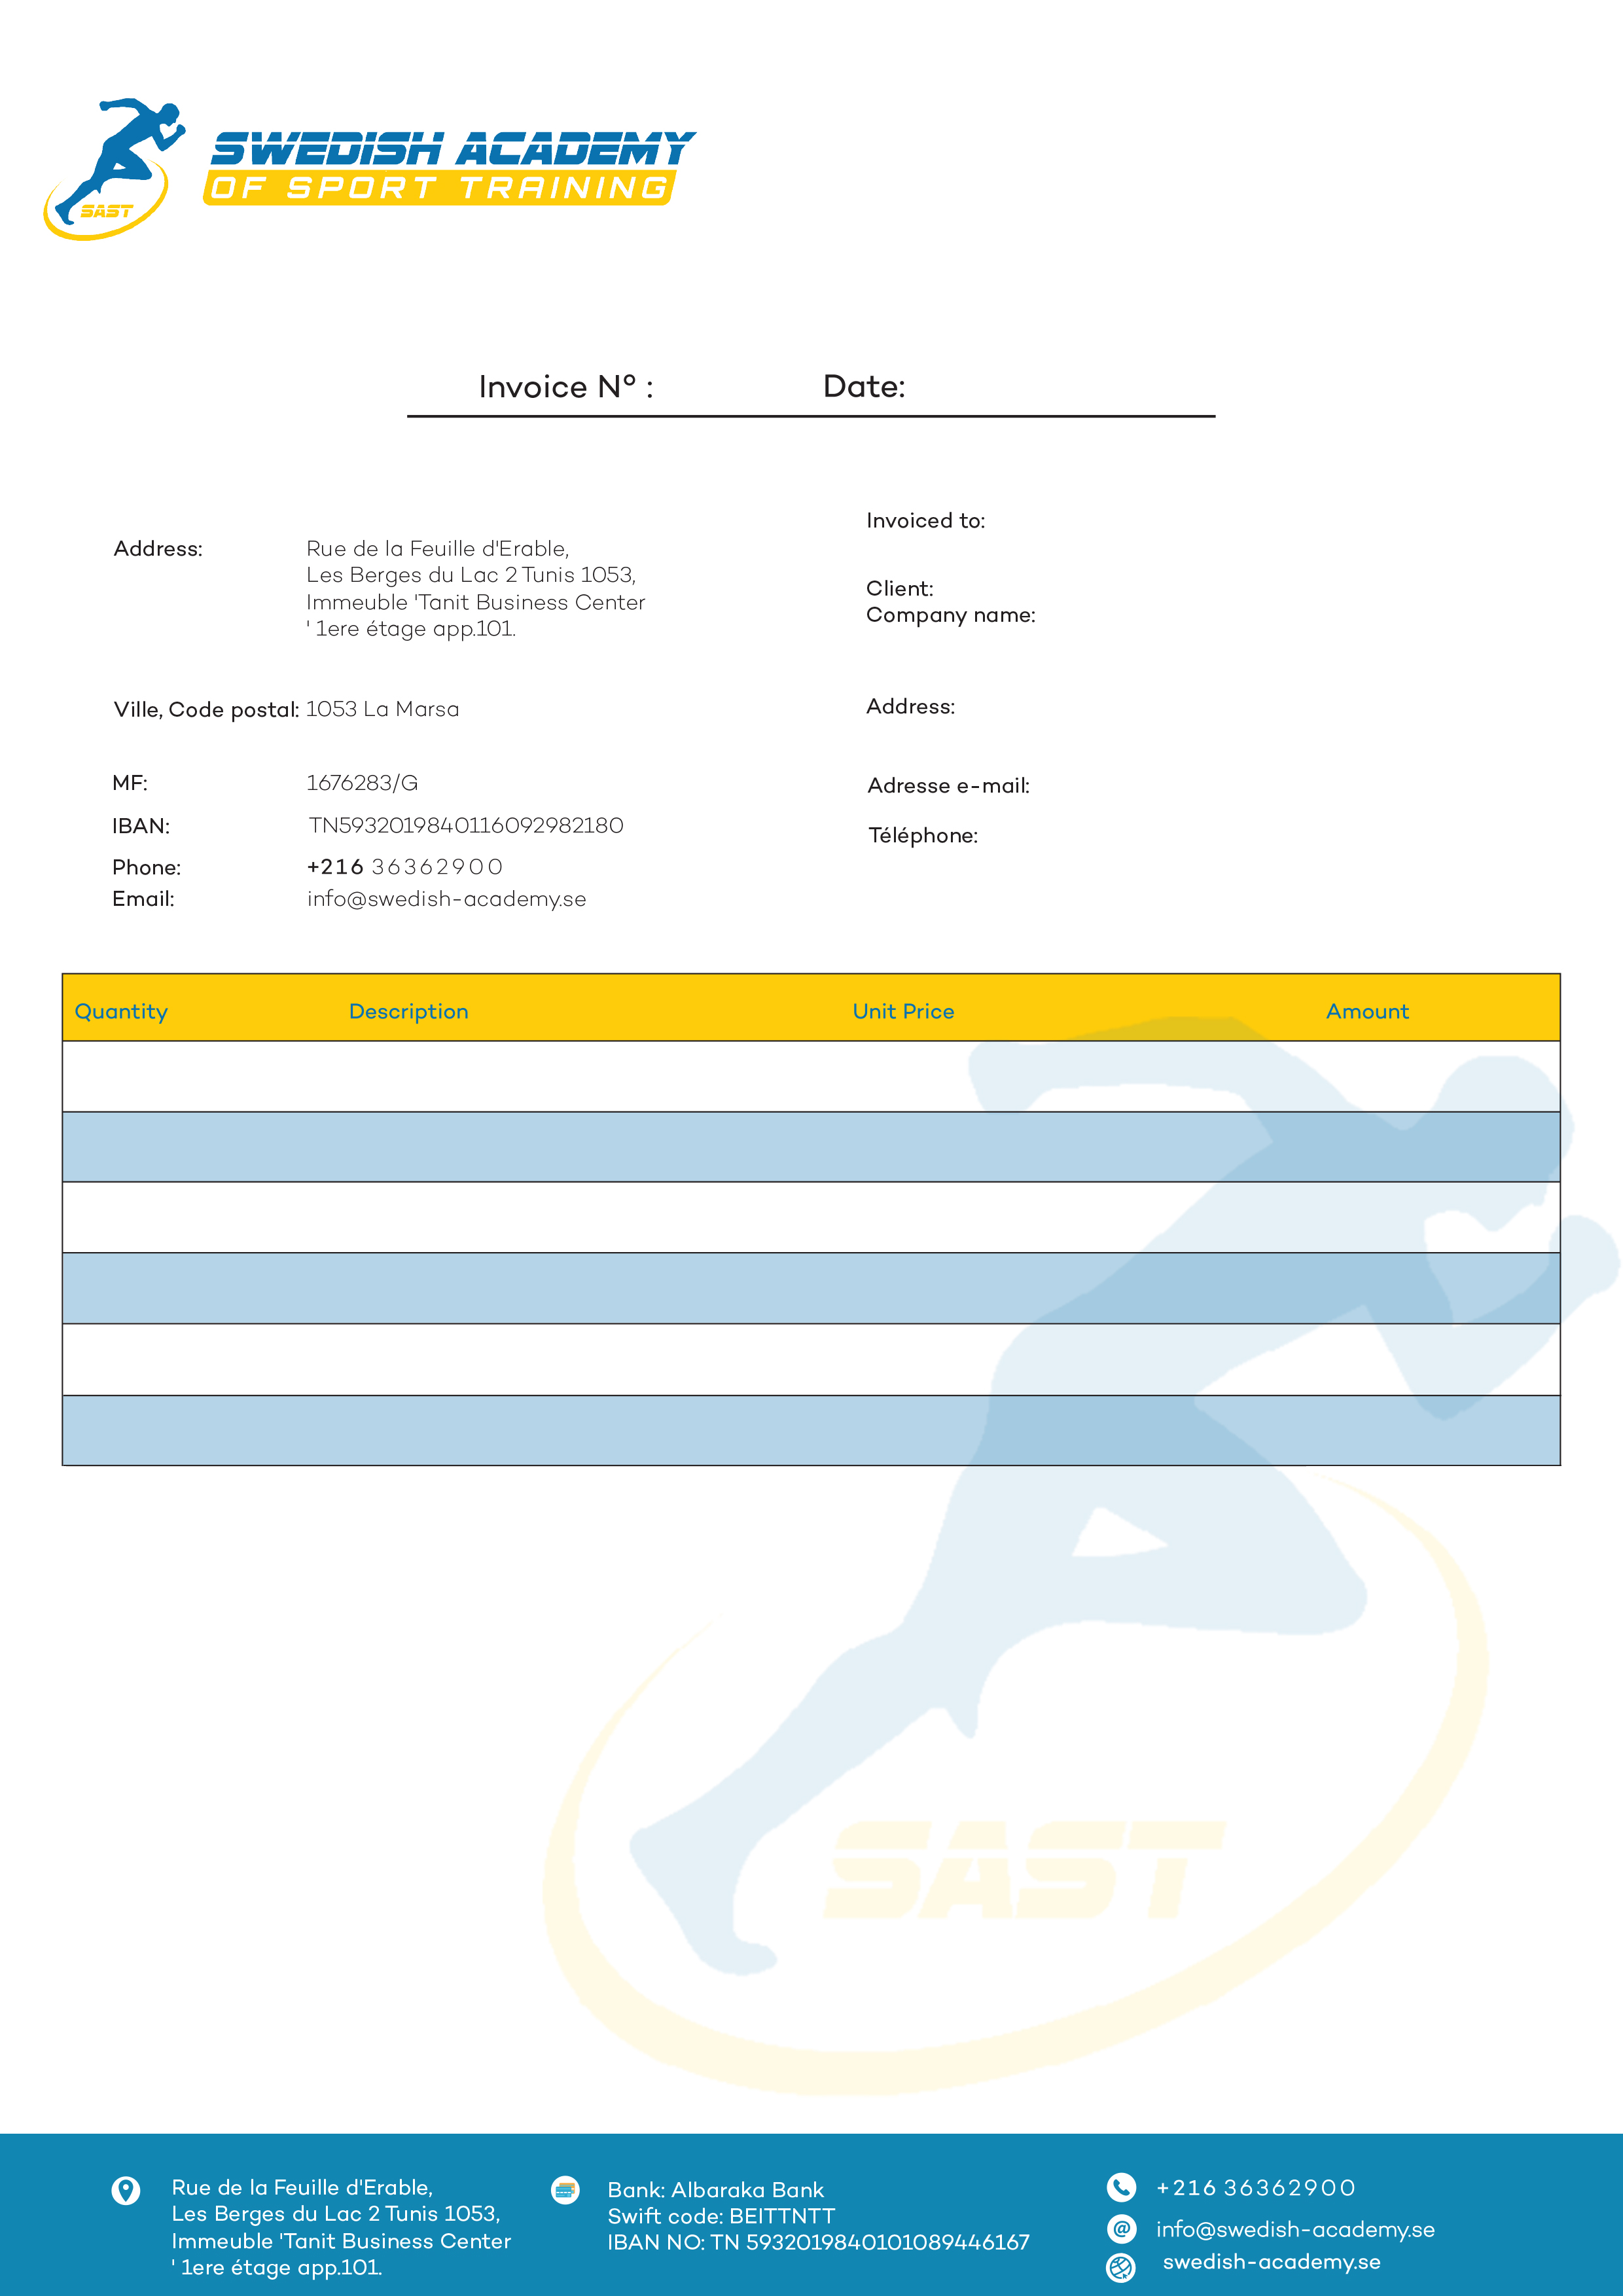 SAST
SWEDISH ACADEMY
OF SPORT TRAINING
Invoice N° :
Date:
Address:
Rue de la Feuille d'Erable,
Les Berges du Lac 2 Tunis 1053,
Immeuble 'Tanit Business Center
' 1ere étage app.101.
Ville, Code postal: 1053 La Marsa
MF: 1676283/G
IBAN: TN5932019840116092982180
Phone: +216 36362900
Email: info@swedish-academy.se
Invoiced to:
Client:
Company name:
Address:
Adresse e-mail:
Téléphone:
Quantity Description Unit Price Amount
SAST
Rue de la Feuille d'Erable,
Les Berges du Lac 2 Tunis 1053,
Immeuble 'Tanit Business Center
' 1ere étage app.101.
Bank: Albaraka Bank
Swift code: BEITTNTT
IBAN NO: TN 5932019840101089446167
+216 36362900
@ info@swedish-academy.se
swedish-academy.se